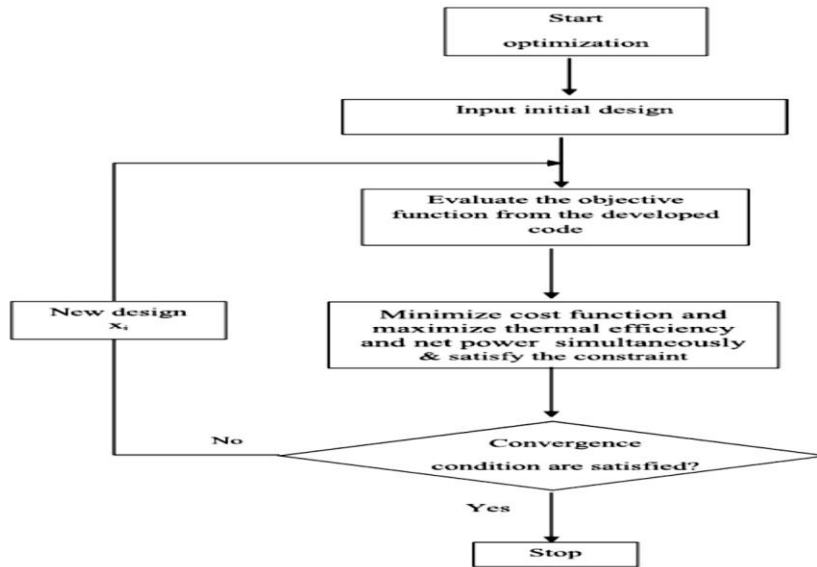 Start
optimization
Input initial design
Evaluate the objective
function from the developed
code
New design
xᵢ
Minimize cost function and
maximize thermal efficiency
and net power simultaneously
& satisfy the constraint
No
Convergence
condition are satisfied?
Yes
Stop